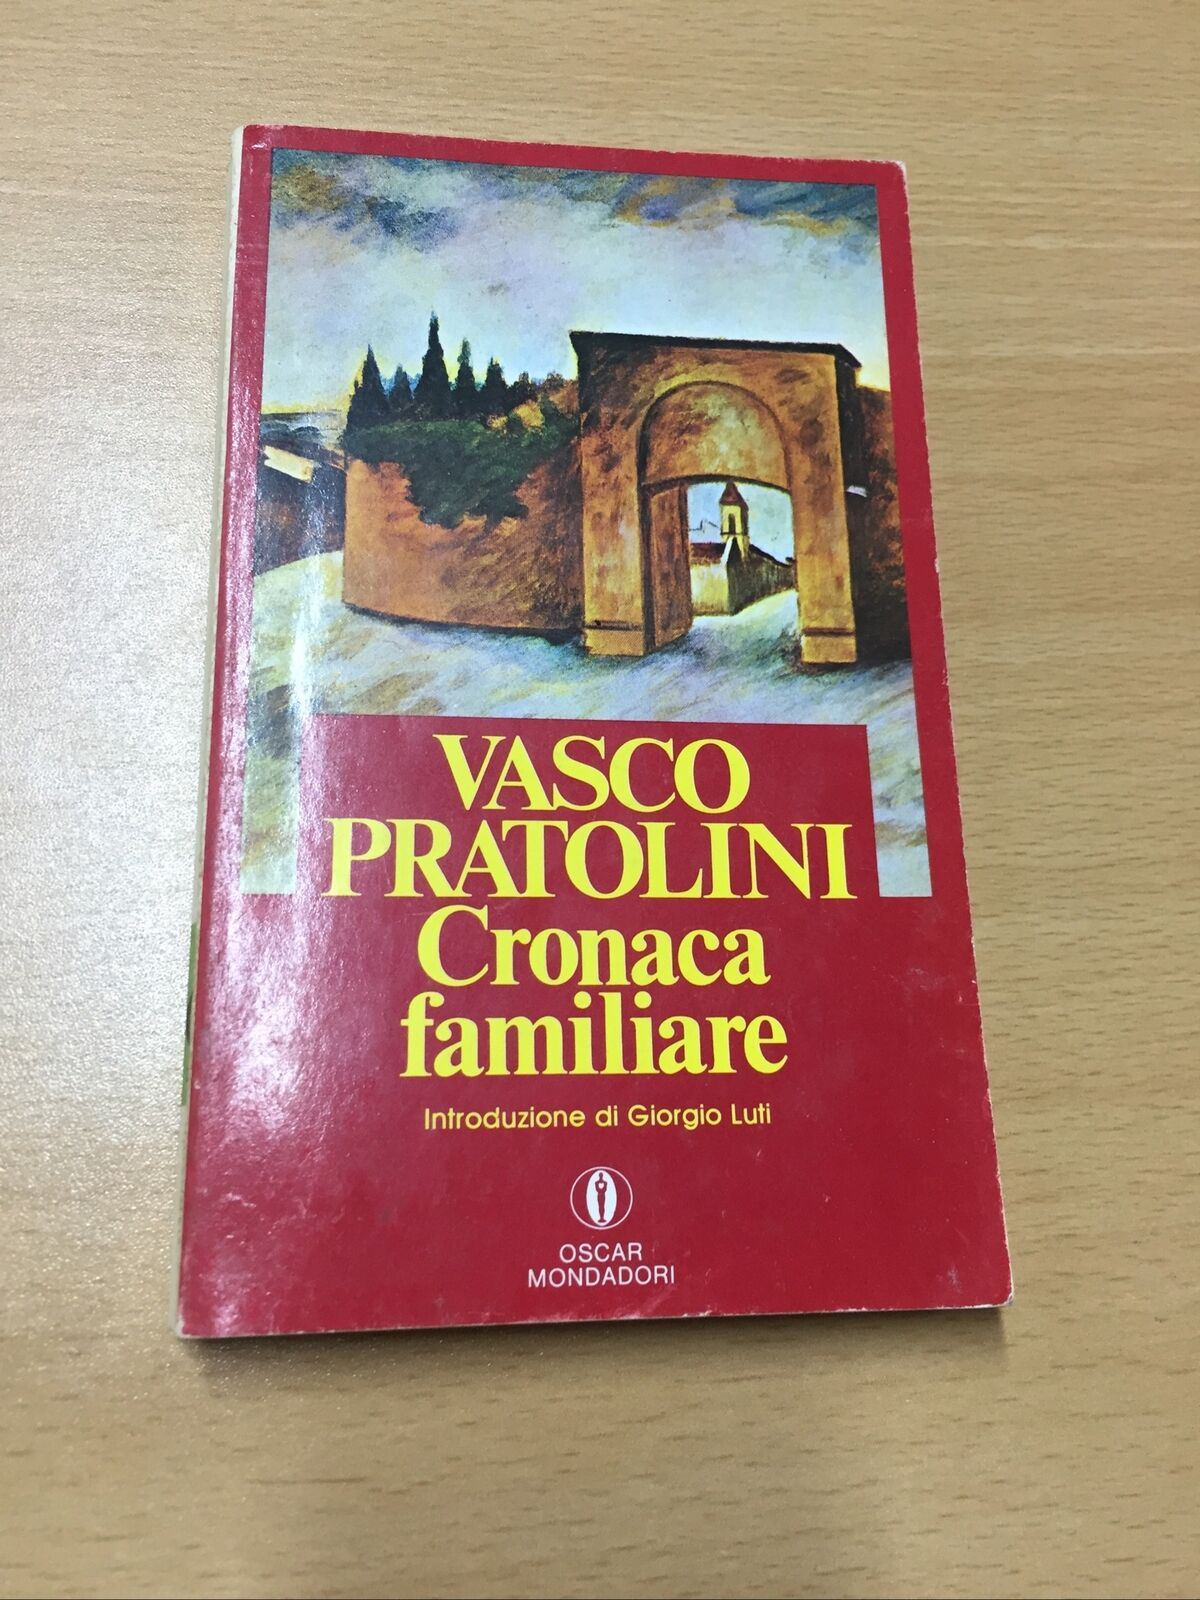 VASCO
PRATOLINI
Cronaca
familiare
Introduzione di Giorgio Luti
OSCAR
MONDADORI